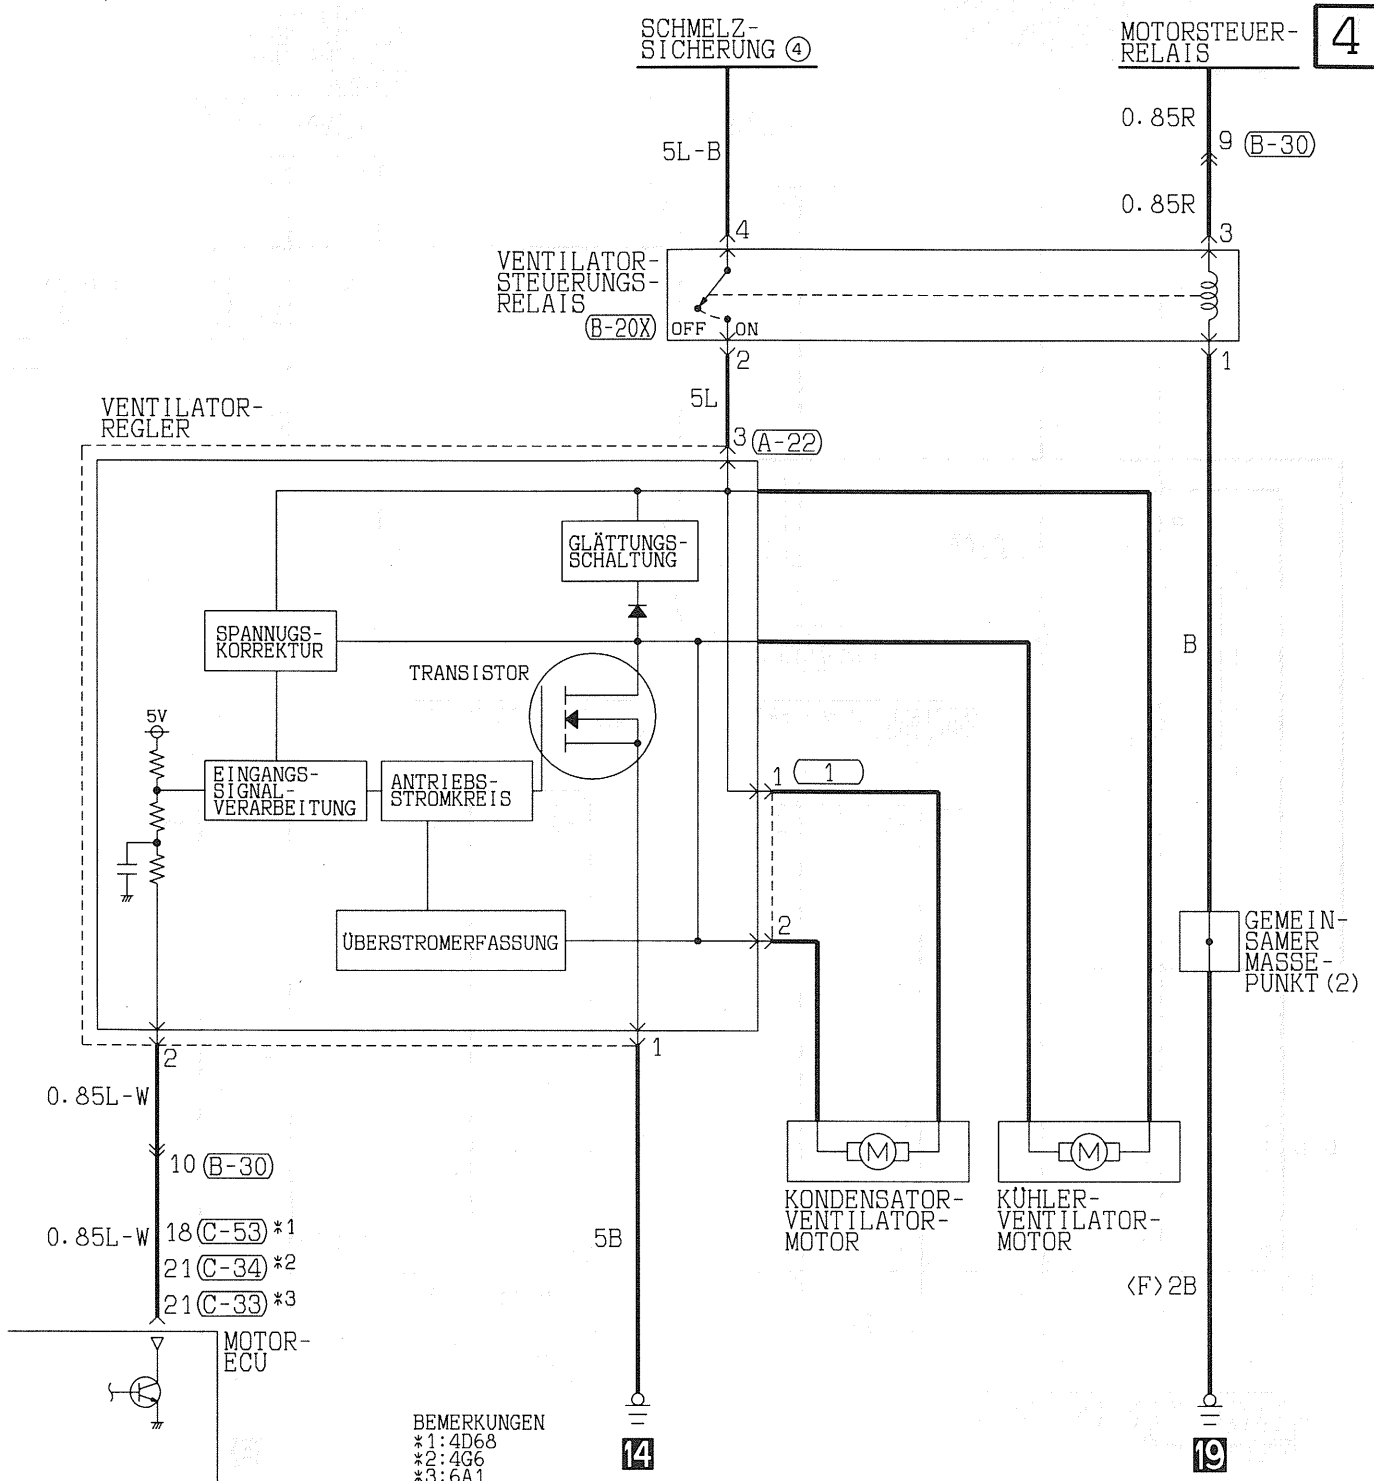 SCHMELZ-
SICHERUNG ④
MOTORSTEUER-
RELAIS
4
0.85R
9 (B-30)
5L-B
0.85R
4
3
VENTILATOR-
STEUERUNGS-
RELAIS
(B-20X)
OFF ON
2
1
5L
VENTILATOR-
REGLER
3 (A-22)
GLÄTTUNGS-
SCHALTUNG
SPANNUGS-
KORREKTUR
B
TRANSISTOR
5V
EINGANGS-
SIGNAL-
VERARBEITUNG
ANTRIEBS-
STROMKREIS
1 ( 1 )
2
ÜBERSTROMERFASSUNG
GEMEIN-
SAMER
MASSE-
PUNKT(2)
2
1
0.85L-W
M
M
10 (B-30)
KONDENSATOR-
VENTILATOR-
MOTOR
KÜHLER-
VENTILATOR-
MOTOR
0.85L-W
18 (C-53) *1
21 (C-34) *2
21 (C-33) *3
5B
<F>2B
MOTOR-
ECU
BEMERKUNGEN
*1:4D68
*2:4G6
*3:6A1
14
19